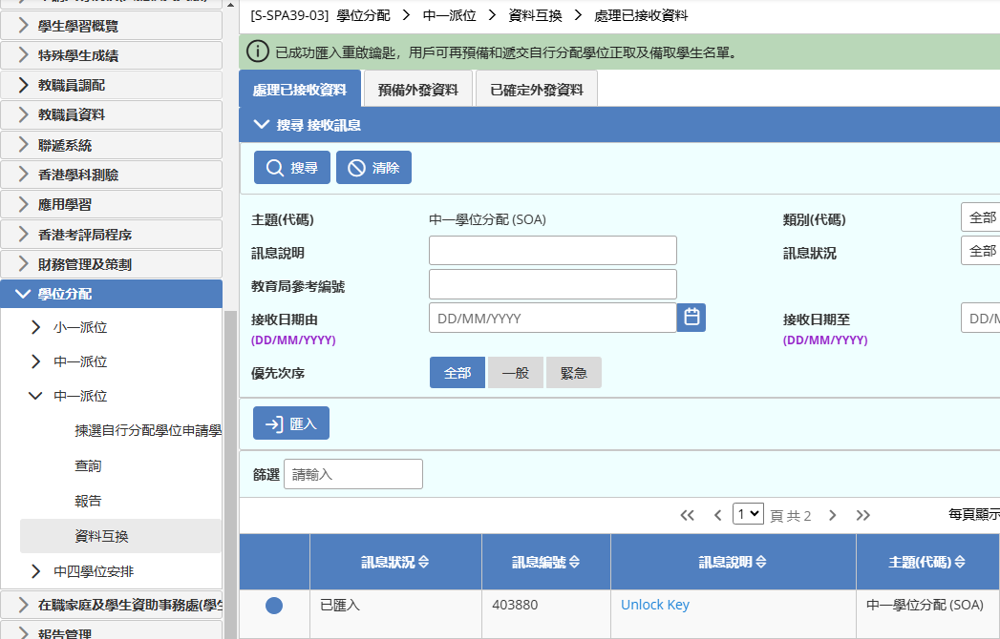 學生學習概覽
特殊學生成績
教職員調配
教職員資料
聯遞系統
香港學科測驗
應用學習
香港考評局程序
財務管理及策劃
學位分配
小一派位
中一派位
中一派位
揀選自行分配學位申請學
查詢
報告
資料互換
中四學位安排
在職家庭及學生資助事務處(學生
報告管理
[S-SPA39-03] 學位分配 > 中一派位 > 資料互換 > 處理已接收資料
已成功匯入重啟鑰匙，用戶可再預備和遞交自行分配學位正取及備取學生名單。
處理已接收資料 預備外發資料 已確定外發資料
搜尋 接收訊息
搜尋 清除
主題(代碼) 中一學位分配 (SOA) 類別(代碼) 全部
訊息說明 訊息狀況 全部
教育局參考編號
接收日期由 DD/MM/YYYY 接收日期至 DD/M
(DD/MM/YYYY) (DD/MM/YYYY)
優先次序 全部 一般 緊急
匯入
篩選 請輸入
1 頁 共 2 每頁顯示
訊息狀況 訊息編號 訊息說明 主題(代碼)
已匯入 403880 Unlock Key 中一學位分配 (SOA)